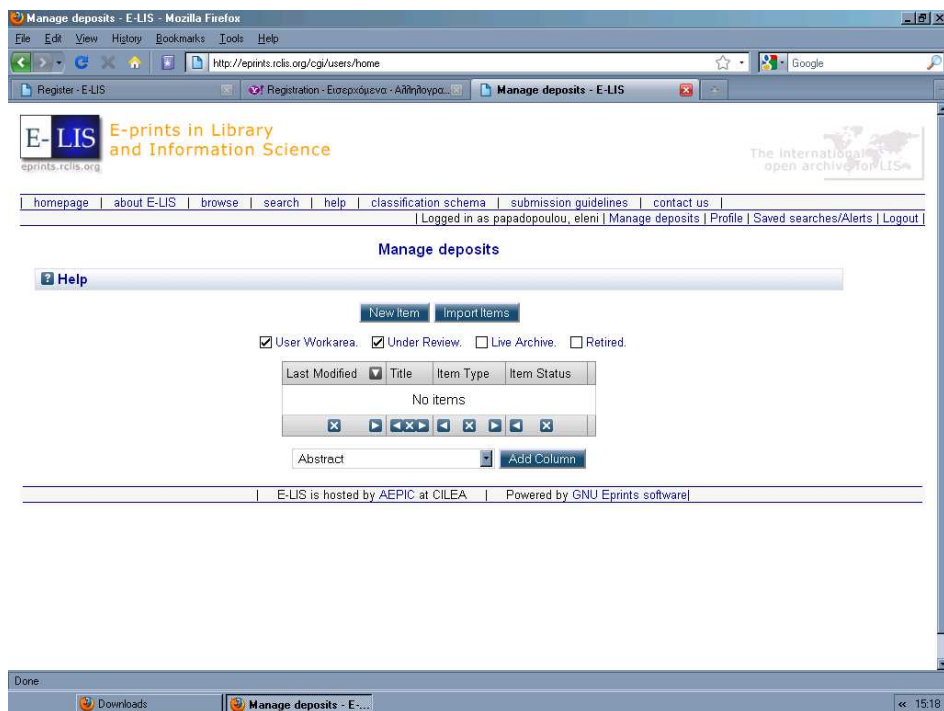 Manage deposits - E-LIS - Mozilla Firefox
File Edit View History Bookmarks Tools Help
http://eprints.rclis.org/cgi/users/home
Google
Register - E-LIS
Registration - Εισερχόμενα - Αλληλογρα...
Manage deposits - E-LIS
E-LIS
eprints.rclis.org
E-prints in Library
and Information Science
The international
open archive for LIS
| homepage | about E-LIS | browse | search | help | classification schema | submission guidelines | contact us |
| Logged in as papadopoulou, eleni | Manage deposits | Profile | Saved searches/Alerts | Logout |
Manage deposits
? Help
New Item Import Items
User Workarea. Under Review. Live Archive. Retired.
Last Modified Title Item Type Item Status
No items
Abstract Add Column
| E-LIS is hosted by AEPIC at CILEA | Powered by GNU Eprints software|
Done
Downloads
Manage deposits - E-...
« 15:18